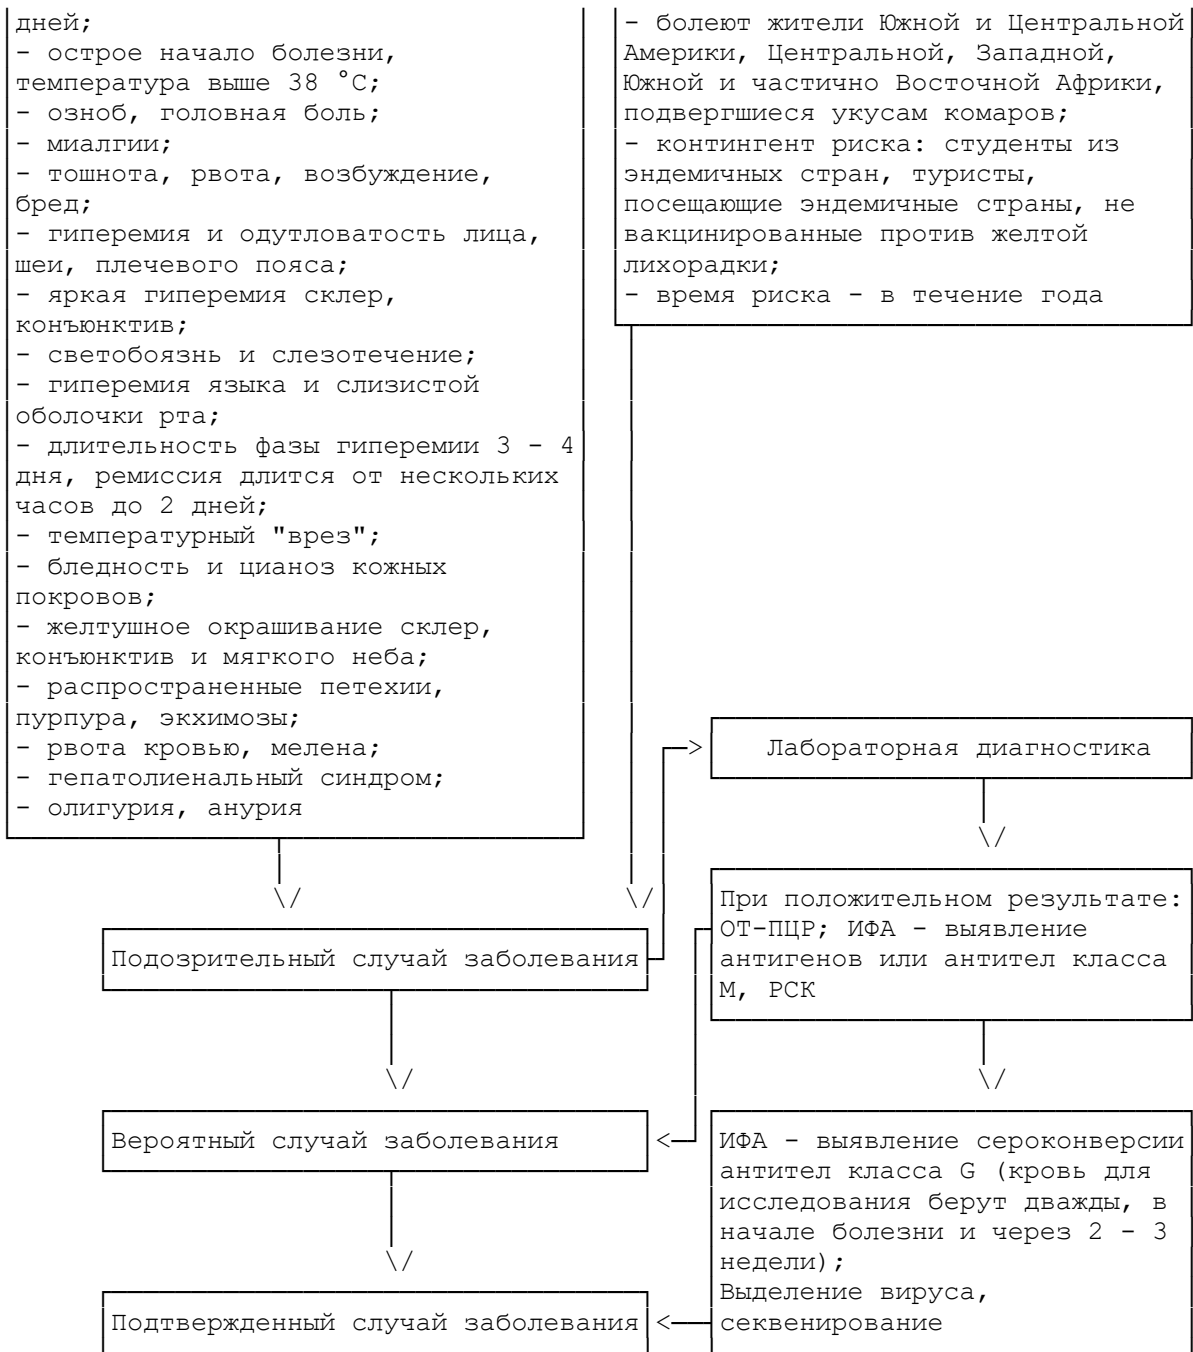 дней;
- острое начало болезни,
температура выше 38 °C;
- озноб, головная боль;
- миалгии;
- тошнота, рвота, возбуждение,
бред;
- гиперемия и одутловатость лица,
шеи, плечевого пояса;
- яркая гиперемия склер,
конъюнктив;
- светобоязнь и слезотечение;
- гиперемия языка и слизистой
оболочки рта;
- длительность фазы гиперемии 3 - 4
дня, ремиссия длится от нескольких
часов до 2 дней;
- температурный "врез";
- бледность и цианоз кожных
покровов;
- желтушное окрашивание склер,
конъюнктив и мягкого неба;
- распространенные петехии,
пурпура, экхимозы;
- рвота кровью, мелена;
- гепатолиенальный синдром;
- олигурия, анурия
- болеют жители Южной и Центральной
Америки, Центральной, Западной,
Южной и частично Восточной Африки,
подвергшиеся укусам комаров;
- контингент риска: студенты из
эндемичных стран, туристы,
посещающие эндемичные страны, не
вакцинированные против желтой
лихорадки;
- время риска - в течение года
Лабораторная диагностика
При положительном результате:
ОТ-ПЦР; ИФА - выявление
антигенов или антител класса
M, РСК
Подозрительный случай заболевания
Вероятный случай заболевания
ИФА - выявление сероконверсии
антител класса G (кровь для
исследования берут дважды, в
начале болезни и через 2 - 3
недели);
Выделение вируса,
секвенирование
Подтвержденный случай заболевания